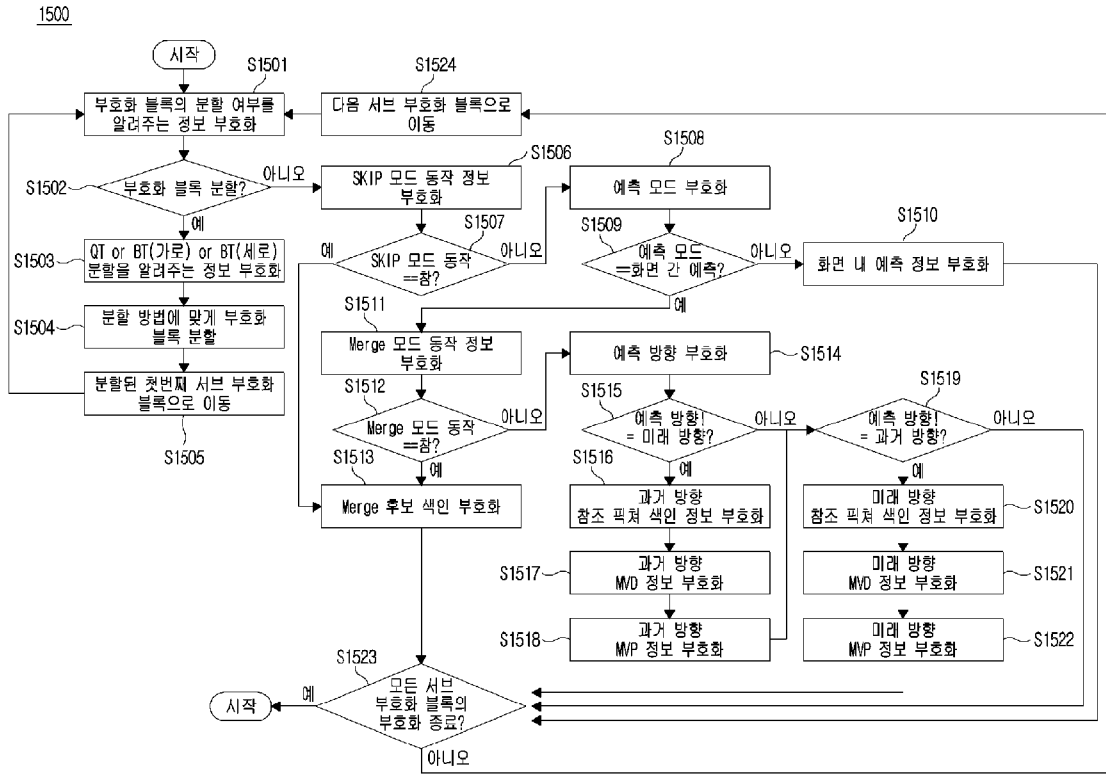 1500
시작
S1501
부호화 블록의 분할 여부를
알려주는 정보 부호화
S1524
다음 서브 부호화 블록으로
이동
S1502
부호화 블록 분할?
아니오
예
S1503
QT or BT(가로) or BT(세로)
분할을 알려주는 정보 부호화
S1504
분할 방법에 맞게 부호화
블록 분할
분할된 첫번째 서브 부호화
블록으로 이동
S1505
S1506
SKIP 모드 동작 정보
부호화
S1507
예
SKIP 모드 동작
==참?
아니오
S1508
예측 모드 부호화
S1509
예측 모드
==화면 간 예측?
아니오
예
S1510
화면 내 예측 정보 부호화
S1511
Merge 모드 동작 정보
부호화
S1512
Merge 모드 동작
==참?
아니오
예
S1513
Merge 후보 색인 부호화
예측 방향 부호화
S1514
S1515
예측 방향!
= 미래 방향?
아니오
예
S1516
과거 방향
참조 픽쳐 색인 정보 부호화
S1517
과거 방향
MVD 정보 부호화
S1518
과거 방향
MVP 정보 부호화
S1519
예측 방향!
= 과거 방향?
아니오
예
미래 방향
참조 픽쳐 색인 정보 부호화
S1520
미래 방향
MVD 정보 부호화
S1521
미래 방향
MVP 정보 부호화
S1522
S1523
모든 서브
부호화 블록의
부호화 종료?
예
시작
아니오